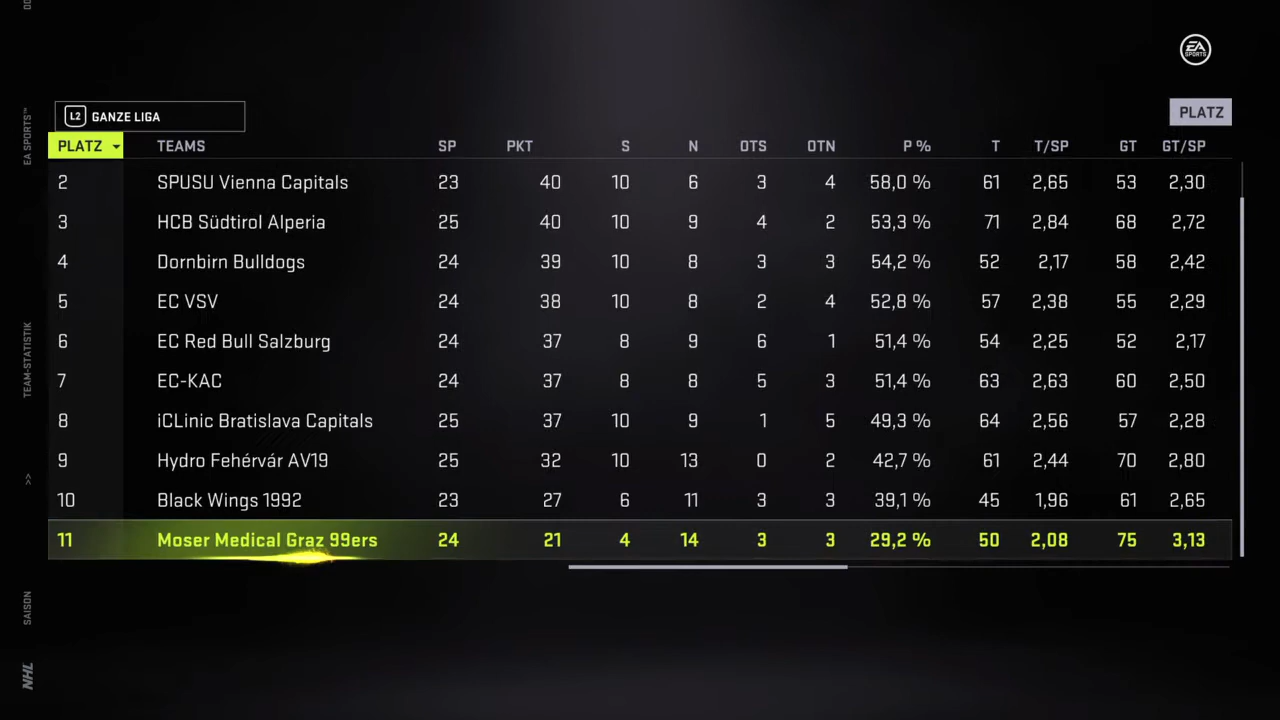 EA SPORTS
L2 GANZE LIGA
PLATZ
PLATZ TEAMS SP PKT S N OTS OTN P % T T/SP GT GT/SP
2 SPUSU Vienna Capitals 23 40 10 6 3 4 58,0 % 61 2,65 53 2,30
3 HCB Südtirol Alperia 25 40 10 9 4 2 53,3 % 71 2,84 68 2,72
4 Dornbirn Bulldogs 24 39 10 8 3 3 54,2 % 52 2,17 58 2,42
5 EC VSV 24 38 10 8 2 4 52,8 % 57 2,38 55 2,29
6 EC Red Bull Salzburg 24 37 8 9 6 1 51,4 % 54 2,25 52 2,17
7 EC-KAC 24 37 8 8 5 3 51,4 % 63 2,63 60 2,50
8 iCLinic Bratislava Capitals 25 37 10 9 1 5 49,3 % 64 2,56 57 2,28
9 Hydro Fehérvár AV19 25 32 10 13 0 2 42,7 % 61 2,44 70 2,80
10 Black Wings 1992 23 27 6 11 3 3 39,1 % 45 1,96 61 2,65
11 Moser Medical Graz 99ers 24 21 4 14 3 3 29,2 % 50 2,08 75 3,13
EA SPORTS™
TEAM-STATISTIK
>>
SAISON
NHL